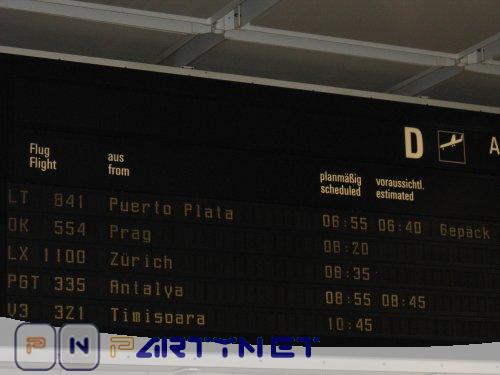 D A
Flug aus planmäßig voraussichtl.
Flight from scheduled estimated
LT 841 Puerto Plata 06:55 06:40 Gepäck
OK 554 Prag 08:20
LX 1100 Zürich 08:35
PGT 335 Antalya 08:55 08:45
V3 321 Timisoara 10:45
P N PARTYNET